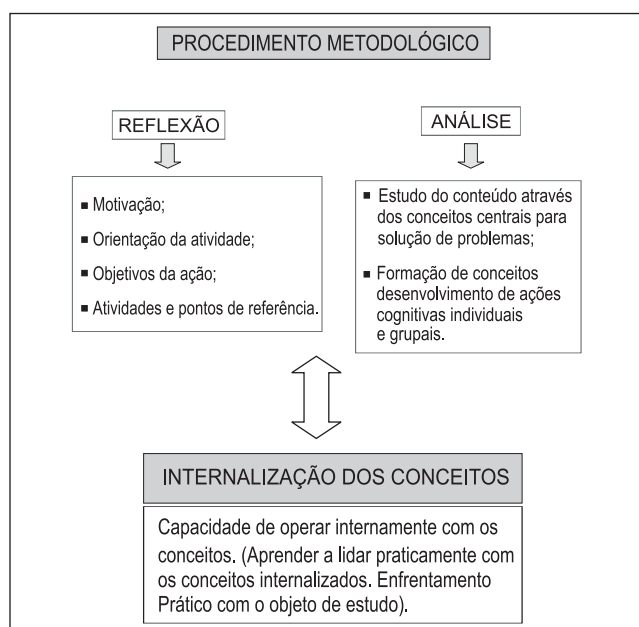 PROCEDIMENTO METODOLÓGICO
REFLEXÃO
▪ Motivação;
▪ Orientação da atividade;
▪ Objetivos da ação;
▪ Atividades e pontos de referência.
ANÁLISE
▪ Estudo do conteúdo através
dos conceitos centrais para
solução de problemas;
▪ Formação de conceitos
desenvolvimento de ações
cognitivas individuais
e grupais.
INTERNALIZAÇÃO DOS CONCEITOS
Capacidade de operar internamente com os
conceitos. (Aprender a lidar praticamente com
os conceitos internalizados. Enfrentamento
Prático com o objeto de estudo).